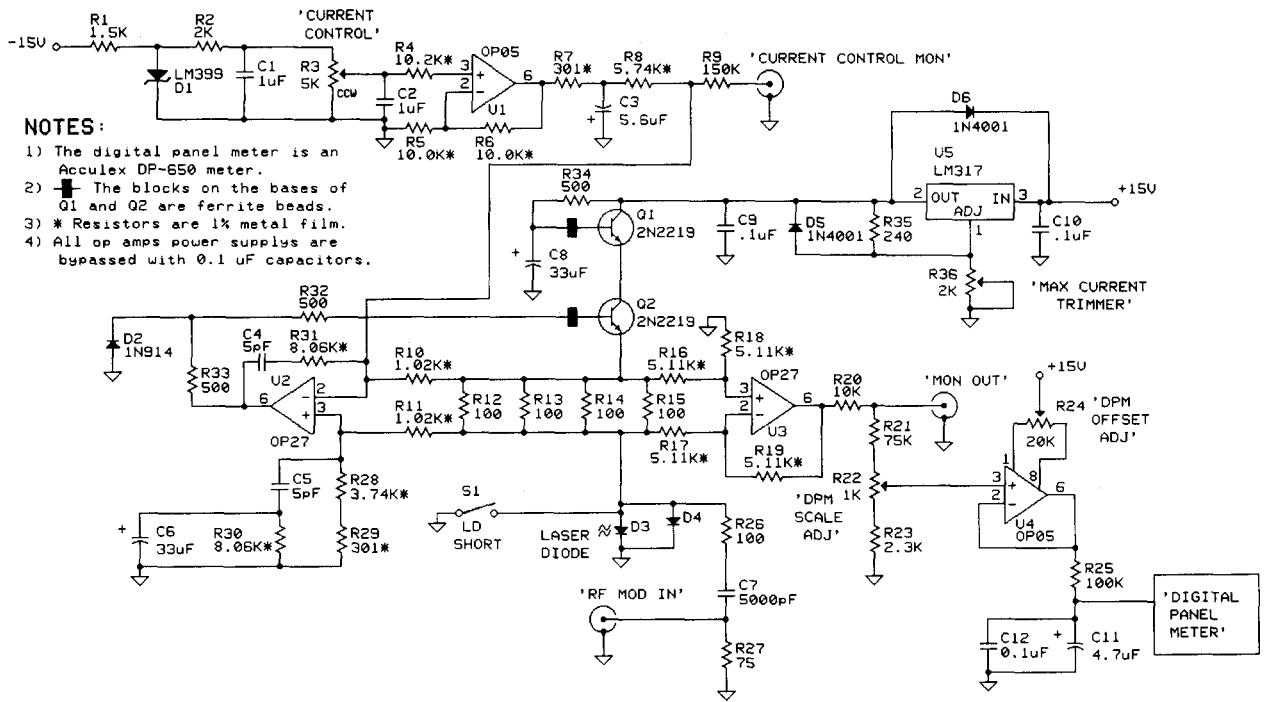 -15V
R1
1.5K
R2
2K
LM399
D1
C1
1uF
'CURRENT
CONTROL'
R3
5K
CCW
R4
10.2K*
C2
1uF
R5
10.0K*
OP05
3
+
2
-
6
U1
R6
10.0K*
R7
301*
R8
5.74K*
+
C3
5.6uF
R9
150K
'CURRENT CONTROL MON'
NOTES:
1) The digital panel meter is an
Acculex DP-650 meter.
2) The blocks on the bases of
Q1 and Q2 are ferrite beads.
3) * Resistors are 1% metal film.
4) All op amps power supplys are
bypassed with 0.1 uF capacitors.
D6
1N4001
U5
LM317
2
OUT
IN
3
ADJ
1
+15V
R34
500
Q1
2N2219
+
C8
33uF
C9
.1uF
D5
1N4001
R35
240
C10
.1uF
R36
2K
'MAX CURRENT
TRIMMER'
Q2
2N2219
R32
500
D2
1N914
R33
500
C4
5pF
R31
8.06K*
U2
6
-
2
+
3
OP27
R10
1.02K*
R11
1.02K*
R12
100
R13
100
R14
100
R15
100
R16
5.11K*
R17
5.11K*
R18
5.11K*
OP27
3
+
2
-
6
U3
R19
5.11K*
R20
10K
'MON OUT'
R21
75K
R22
1K
'DPM
SCALE
ADJ'
R23
2.3K
+15V
R24
20K
'DPM
OFFSET
ADJ'
1
8
3
+
2
-
6
U4
OP05
R25
100K
'DIGITAL
PANEL
METER'
C12
0.1uF
+
C11
4.7uF
C5
5pF
R28
3.74K*
+
C6
33uF
R30
8.06K*
R29
301*
S1
LD
SHORT
LASER
DIODE
D3
D4
R26
100
C7
5000pF
'RF MOD IN'
R27
75